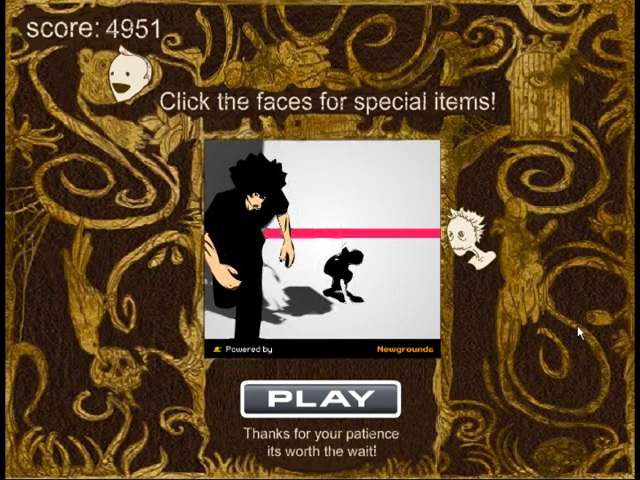 score: 4951
Click the faces for special items!
Powered by Newgrounds
PLAY
Thanks for your patience
its worth the wait!